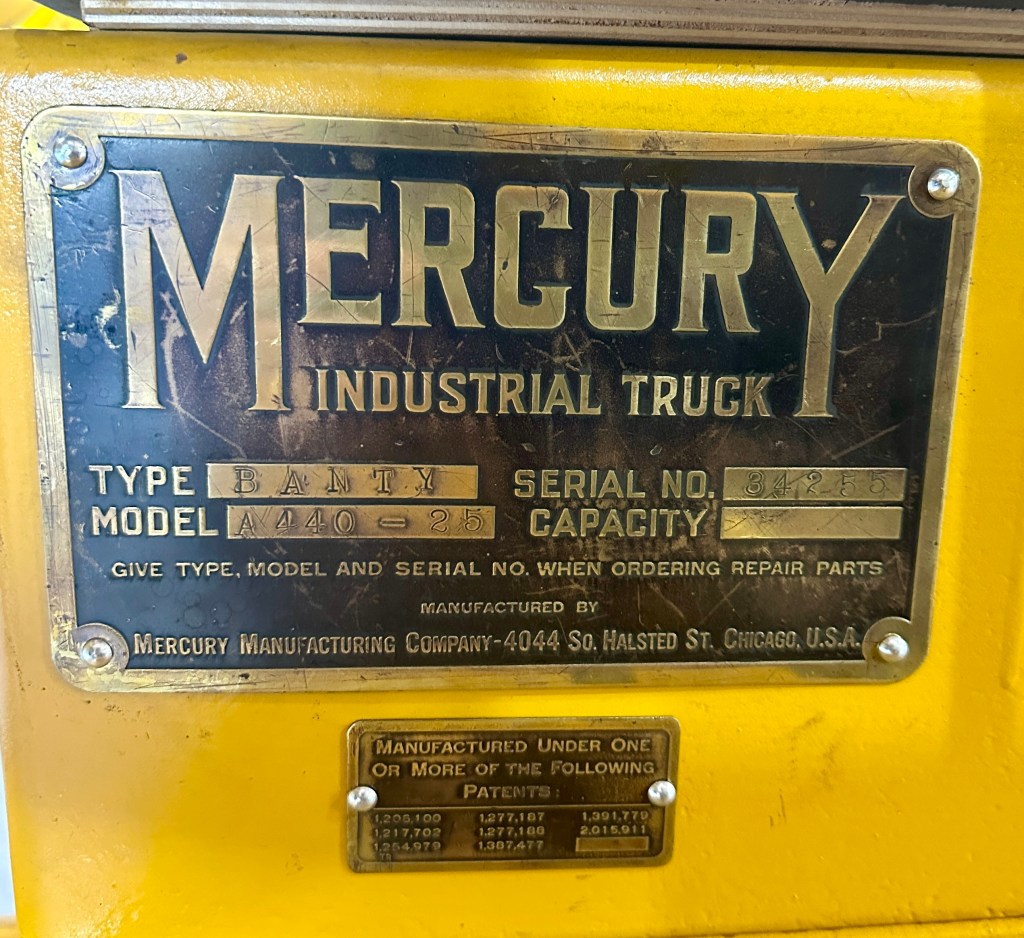 MERCURY
INDUSTRIAL TRUCK
TYPE BANTY SERIAL NO. 34255
MODEL A440-25 CAPACITY
GIVE TYPE, MODEL AND SERIAL NO. WHEN ORDERING REPAIR PARTS
MANUFACTURED BY
MERCURY MANUFACTURING COMPANY-4044 SO. HALSTED ST. CHICAGO, U.S.A.
MANUFACTURED UNDER ONE
OR MORE OF THE FOLLOWING
PATENTS:
1,277,187 1,391,779
1,217,702 1,277,188 2,015,911
1,254,979 1,387,477